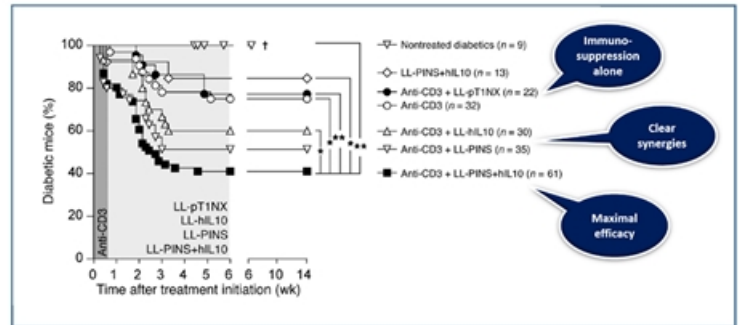 Diabetic mice (%)
100
80
60
40
20
0
Anti-CD3
LL-pT1NX
LL-hIL10
LL-PINS
LL-PINS+hIL10
†
0 1 2 3 4 5 6 6 10 14
Time after treatment initiation (wk)
* *** ***
Nontreated diabetics (n = 9)
LL-PINS+hIL10 (n = 13)
Anti-CD3 + LL-pT1NX (n = 22)
Anti-CD3 (n = 32)
Anti-CD3 + LL-hIL10 (n = 30)
Anti-CD3 + LL-PINS (n = 35)
Anti-CD3 + LL-PINS+hIL10 (n = 61)
Immuno-
suppression
alone
Clear
synergies
Maximal
efficacy